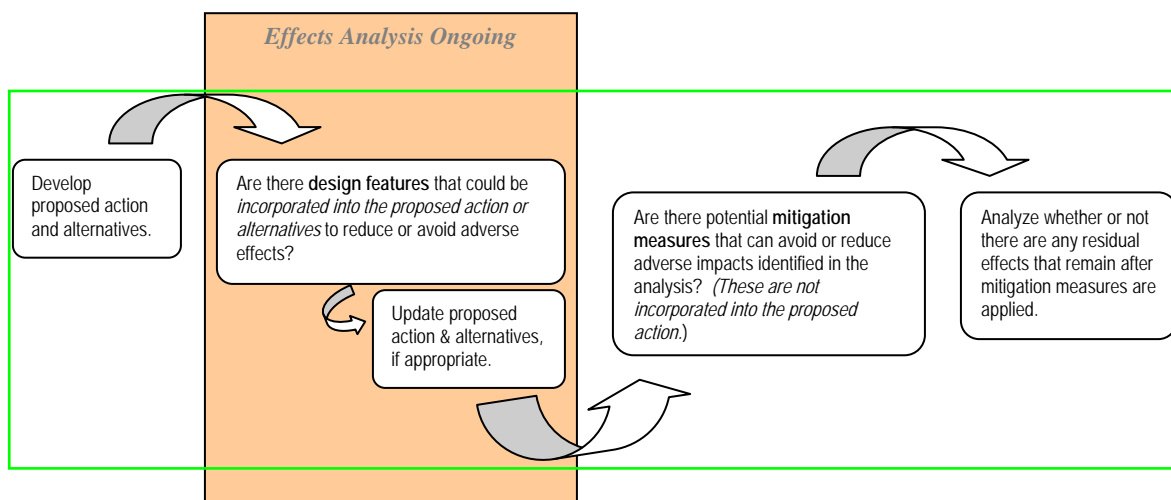 Effects Analysis Ongoing
Develop
proposed action
and alternatives.
Are there design features that could be
incorporated into the proposed action or
alternatives to reduce or avoid adverse
effects?
Update proposed
action & alternatives,
if appropriate.
Are there potential mitigation
measures that can avoid or reduce
adverse impacts identified in the
analysis?  (These are not
incorporated into the proposed
action.)
Analyze whether or not
there are any residual
effects that remain after
mitigation measures are
applied.